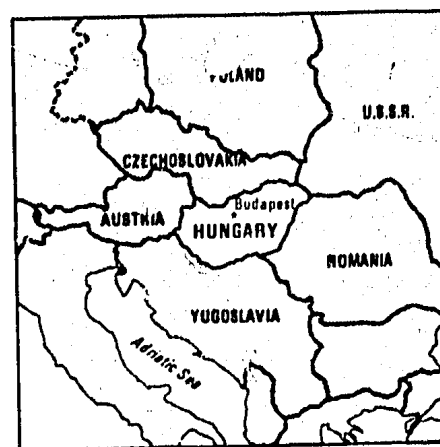 POLAND
U.S.S.R.
CZECHOSLOVAKIA
Budapest
AUSTRIA
HUNGARY
ROMANIA
YUGOSLAVIA
Adriatic Sea